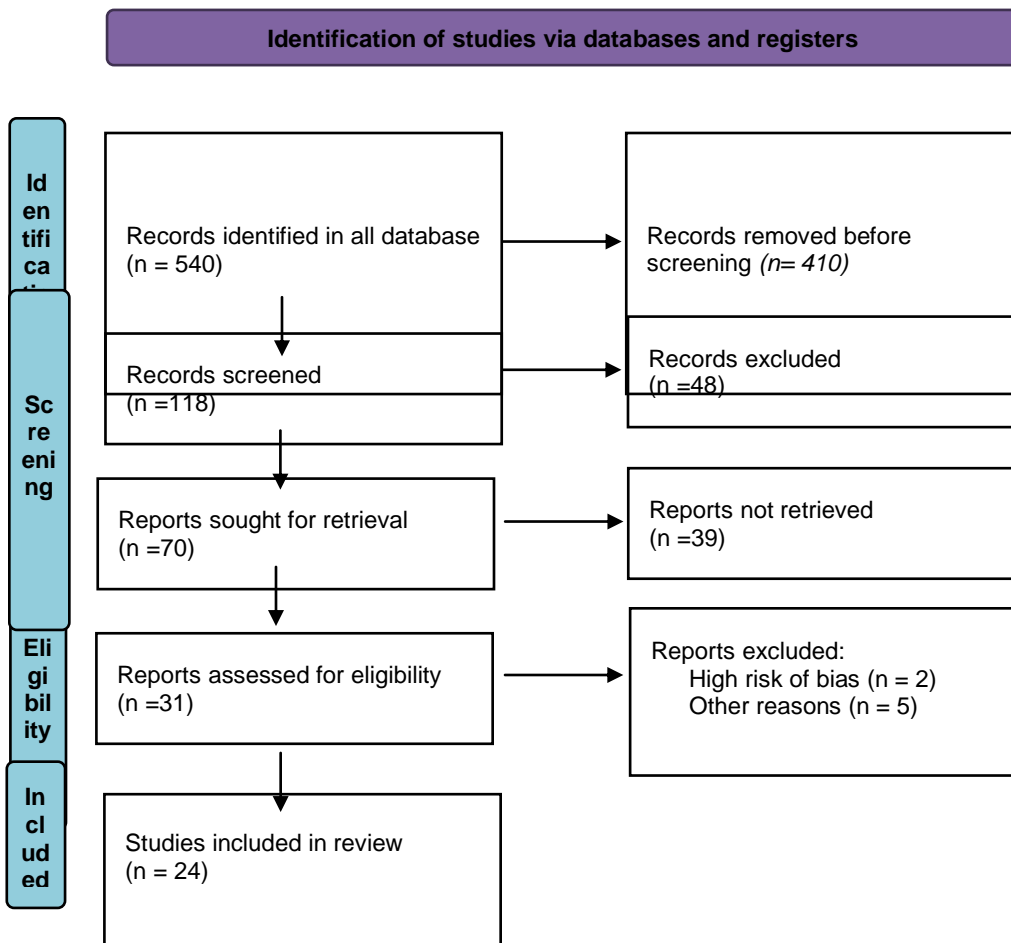 Identification of studies via databases and registers
Id
en
tifi
ca
Records identified in all database
(n = 540)
Records removed before
screening (n= 410)
Sc
re
eni
ng
Records screened
(n =118)
Records excluded
(n =48)
Reports sought for retrieval
(n =70)
Reports not retrieved
(n =39)
Eli
gi
bil
ity
Reports assessed for eligibility
(n =31)
Reports excluded:
High risk of bias (n = 2)
Other reasons (n = 5)
In
cl
ud
ed
Studies included in review
(n = 24)